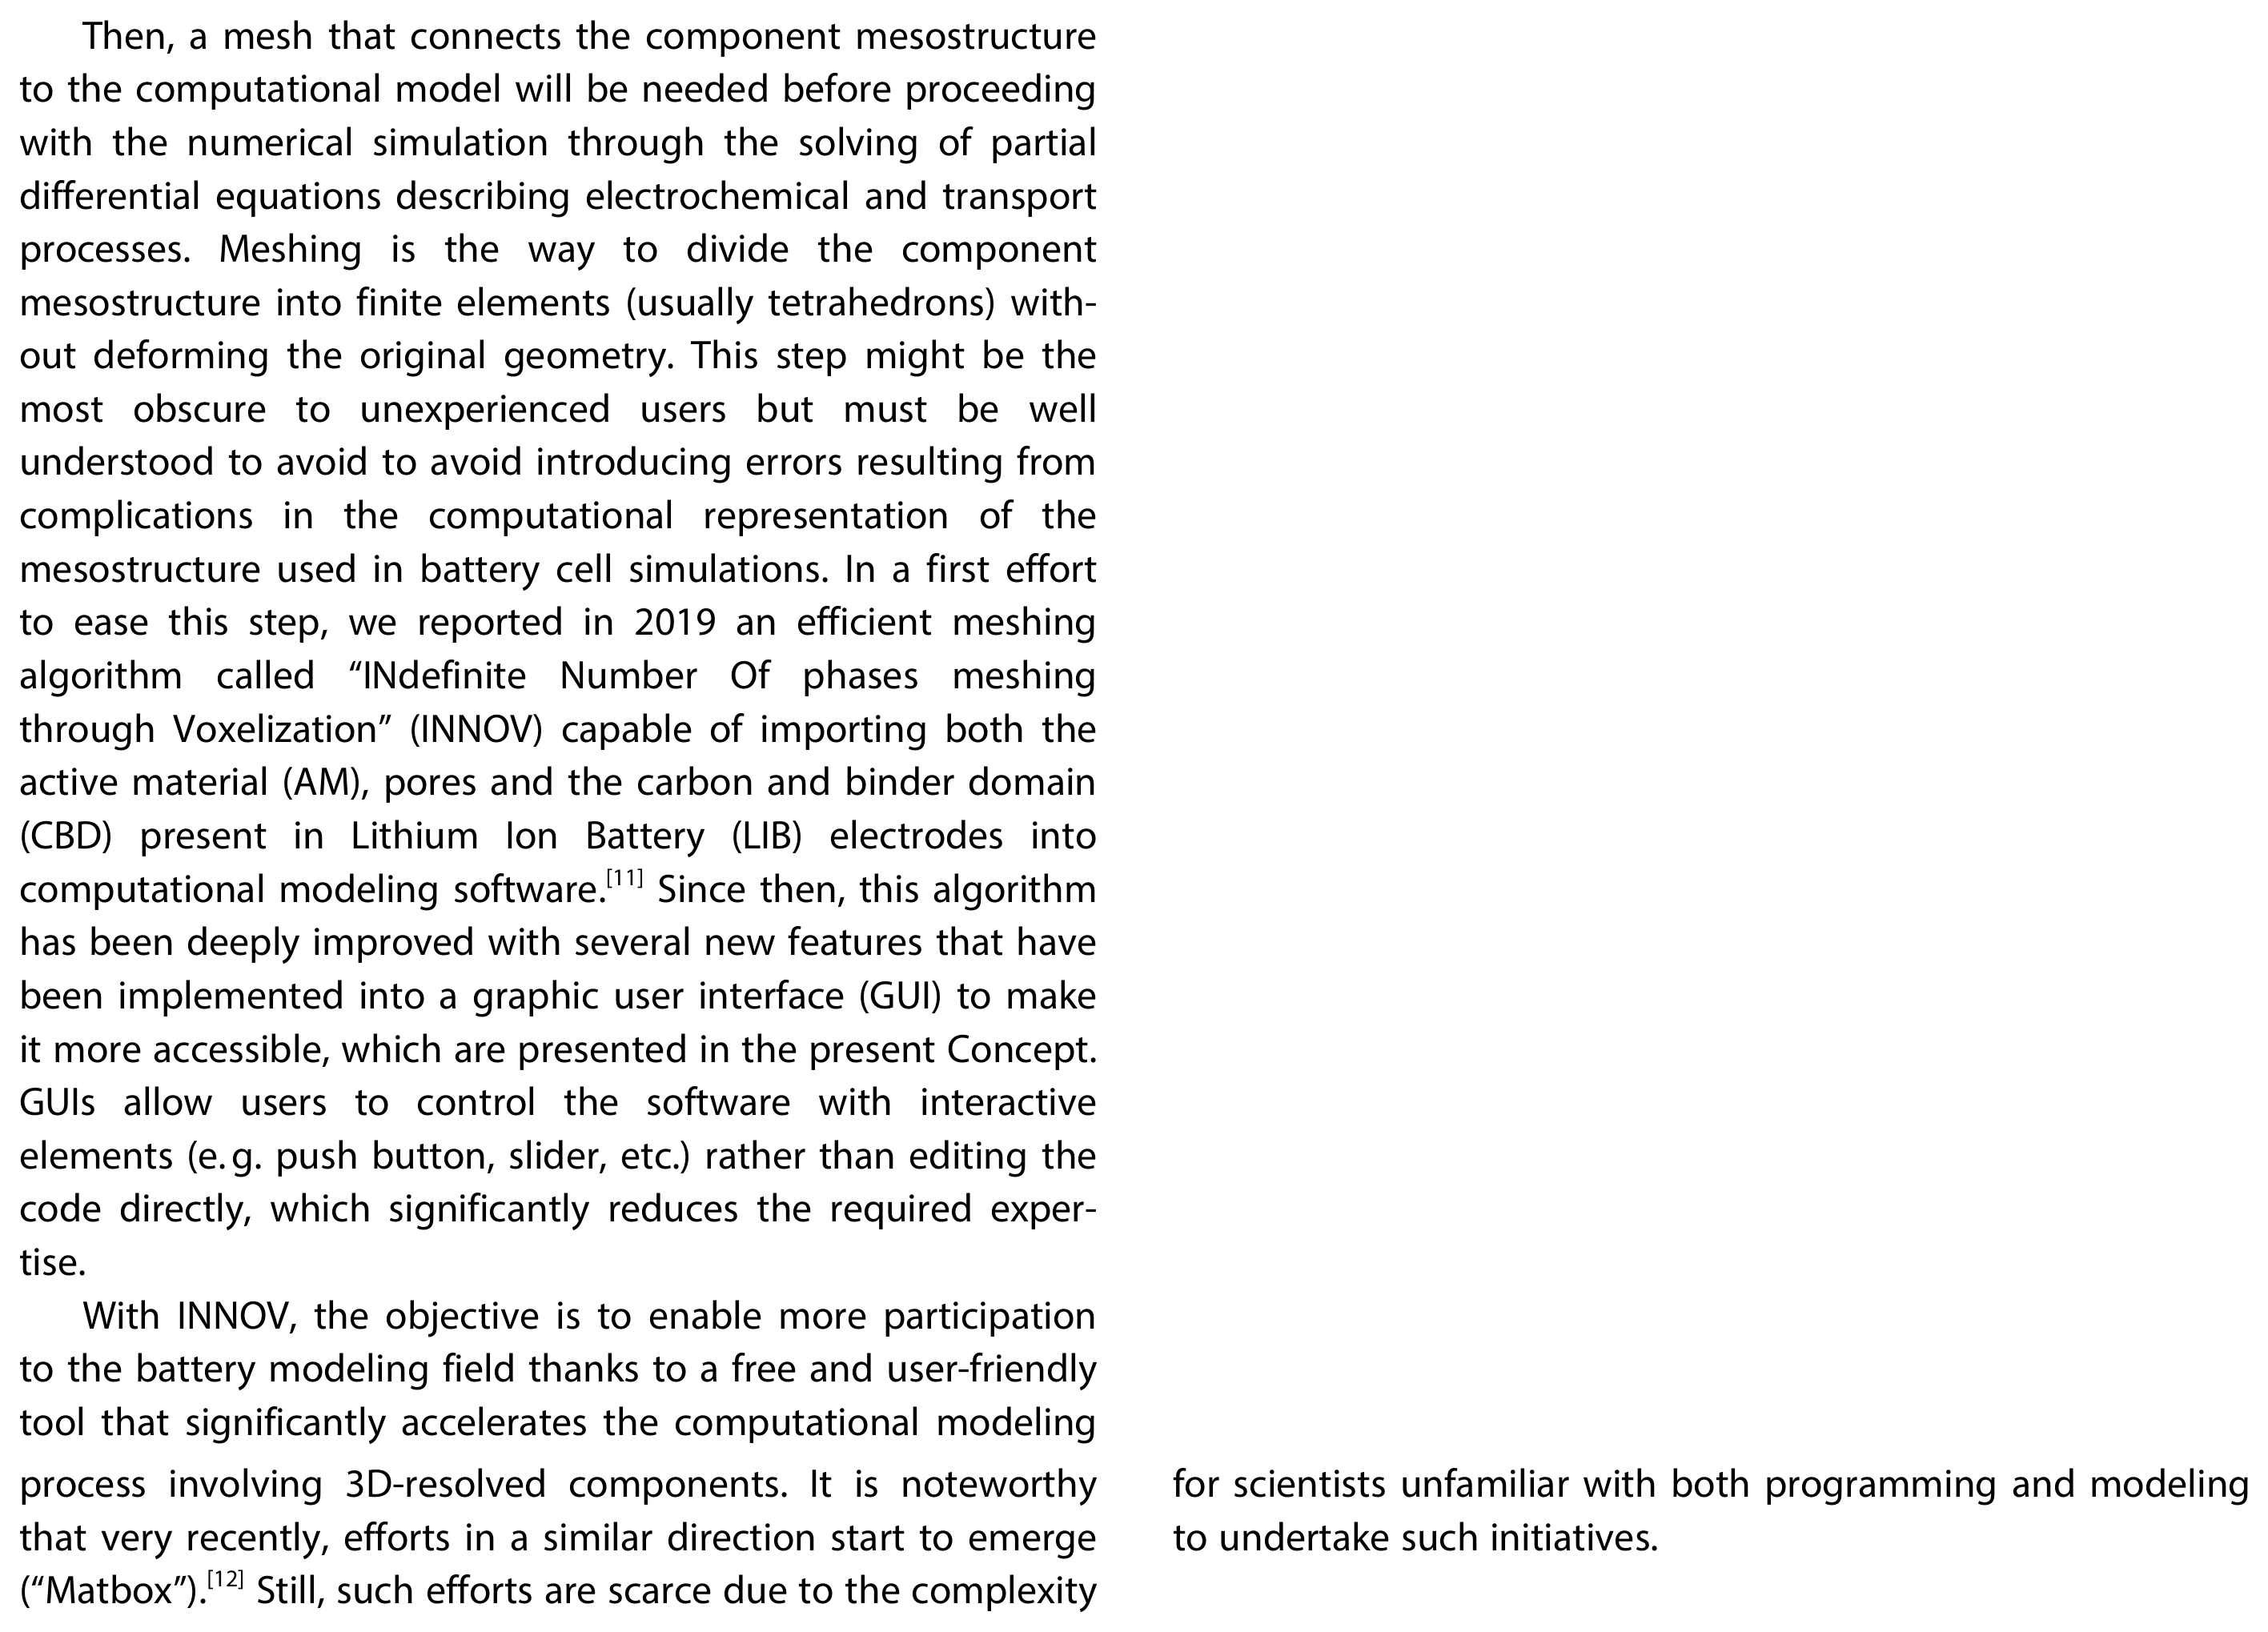 Then, a mesh that connects the component mesostructure
to the computational model will be needed before proceeding
with the numerical simulation through the solving of partial
differential equations describing electrochemical and transport
processes. Meshing is the way to divide the component
mesostructure into finite elements (usually tetrahedrons) with-
out deforming the original geometry. This step might be the
most obscure to unexperienced users but must be well
understood to avoid to avoid introducing errors resulting from
complications in the computational representation of the
mesostructure used in battery cell simulations. In a first effort
to ease this step, we reported in 2019 an efficient meshing
algorithm called “INdefinite Number Of phases meshing
through Voxelization” (INNOV) capable of importing both the
active material (AM), pores and the carbon and binder domain
(CBD) present in Lithium Ion Battery (LIB) electrodes into
computational modeling software.[11] Since then, this algorithm
has been deeply improved with several new features that have
been implemented into a graphic user interface (GUI) to make
it more accessible, which are presented in the present Concept.
GUIs allow users to control the software with interactive
elements (e. g. push button, slider, etc.) rather than editing the
code directly, which significantly reduces the required exper-
tise.
With INNOV, the objective is to enable more participation
to the battery modeling field thanks to a free and user-friendly
tool that significantly accelerates the computational modeling
process involving 3D-resolved components. It is noteworthy
that very recently, efforts in a similar direction start to emerge
(“Matbox”).[12] Still, such efforts are scarce due to the complexity
for scientists unfamiliar with both programming and modeling
to undertake such initiatives.